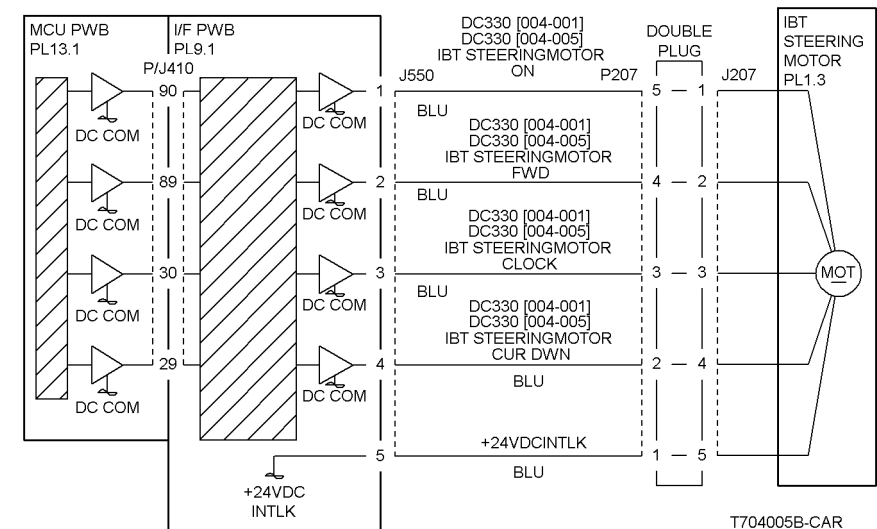 MCU PWB
PL13.1
I/F PWB
PL9.1
P/J410
DC330 [004-001]
DC330 [004-005]
IBT STEERINGMOTOR
ON
DOUBLE
PLUG
IBT
STEERING
MOTOR
PL1.3
J550
P207
J207
90
1
5 — 1
DC COM
DC COM
BLU
DC330 [004-001]
DC330 [004-005]
IBT STEERINGMOTOR
FWD
89
2
4 — 2
DC COM
DC COM
BLU
DC330 [004-001]
DC330 [004-005]
IBT STEERINGMOTOR
CLOCK
30
3
3 — 3
MOT
DC COM
DC COM
BLU
DC330 [004-001]
DC330 [004-005]
IBT STEERINGMOTOR
CUR DWN
29
4
2 — 4
DC COM
DC COM
BLU
+24VDCINTLK
5
1 — 5
BLU
+24VDC
INTLK
T704005B-CAR